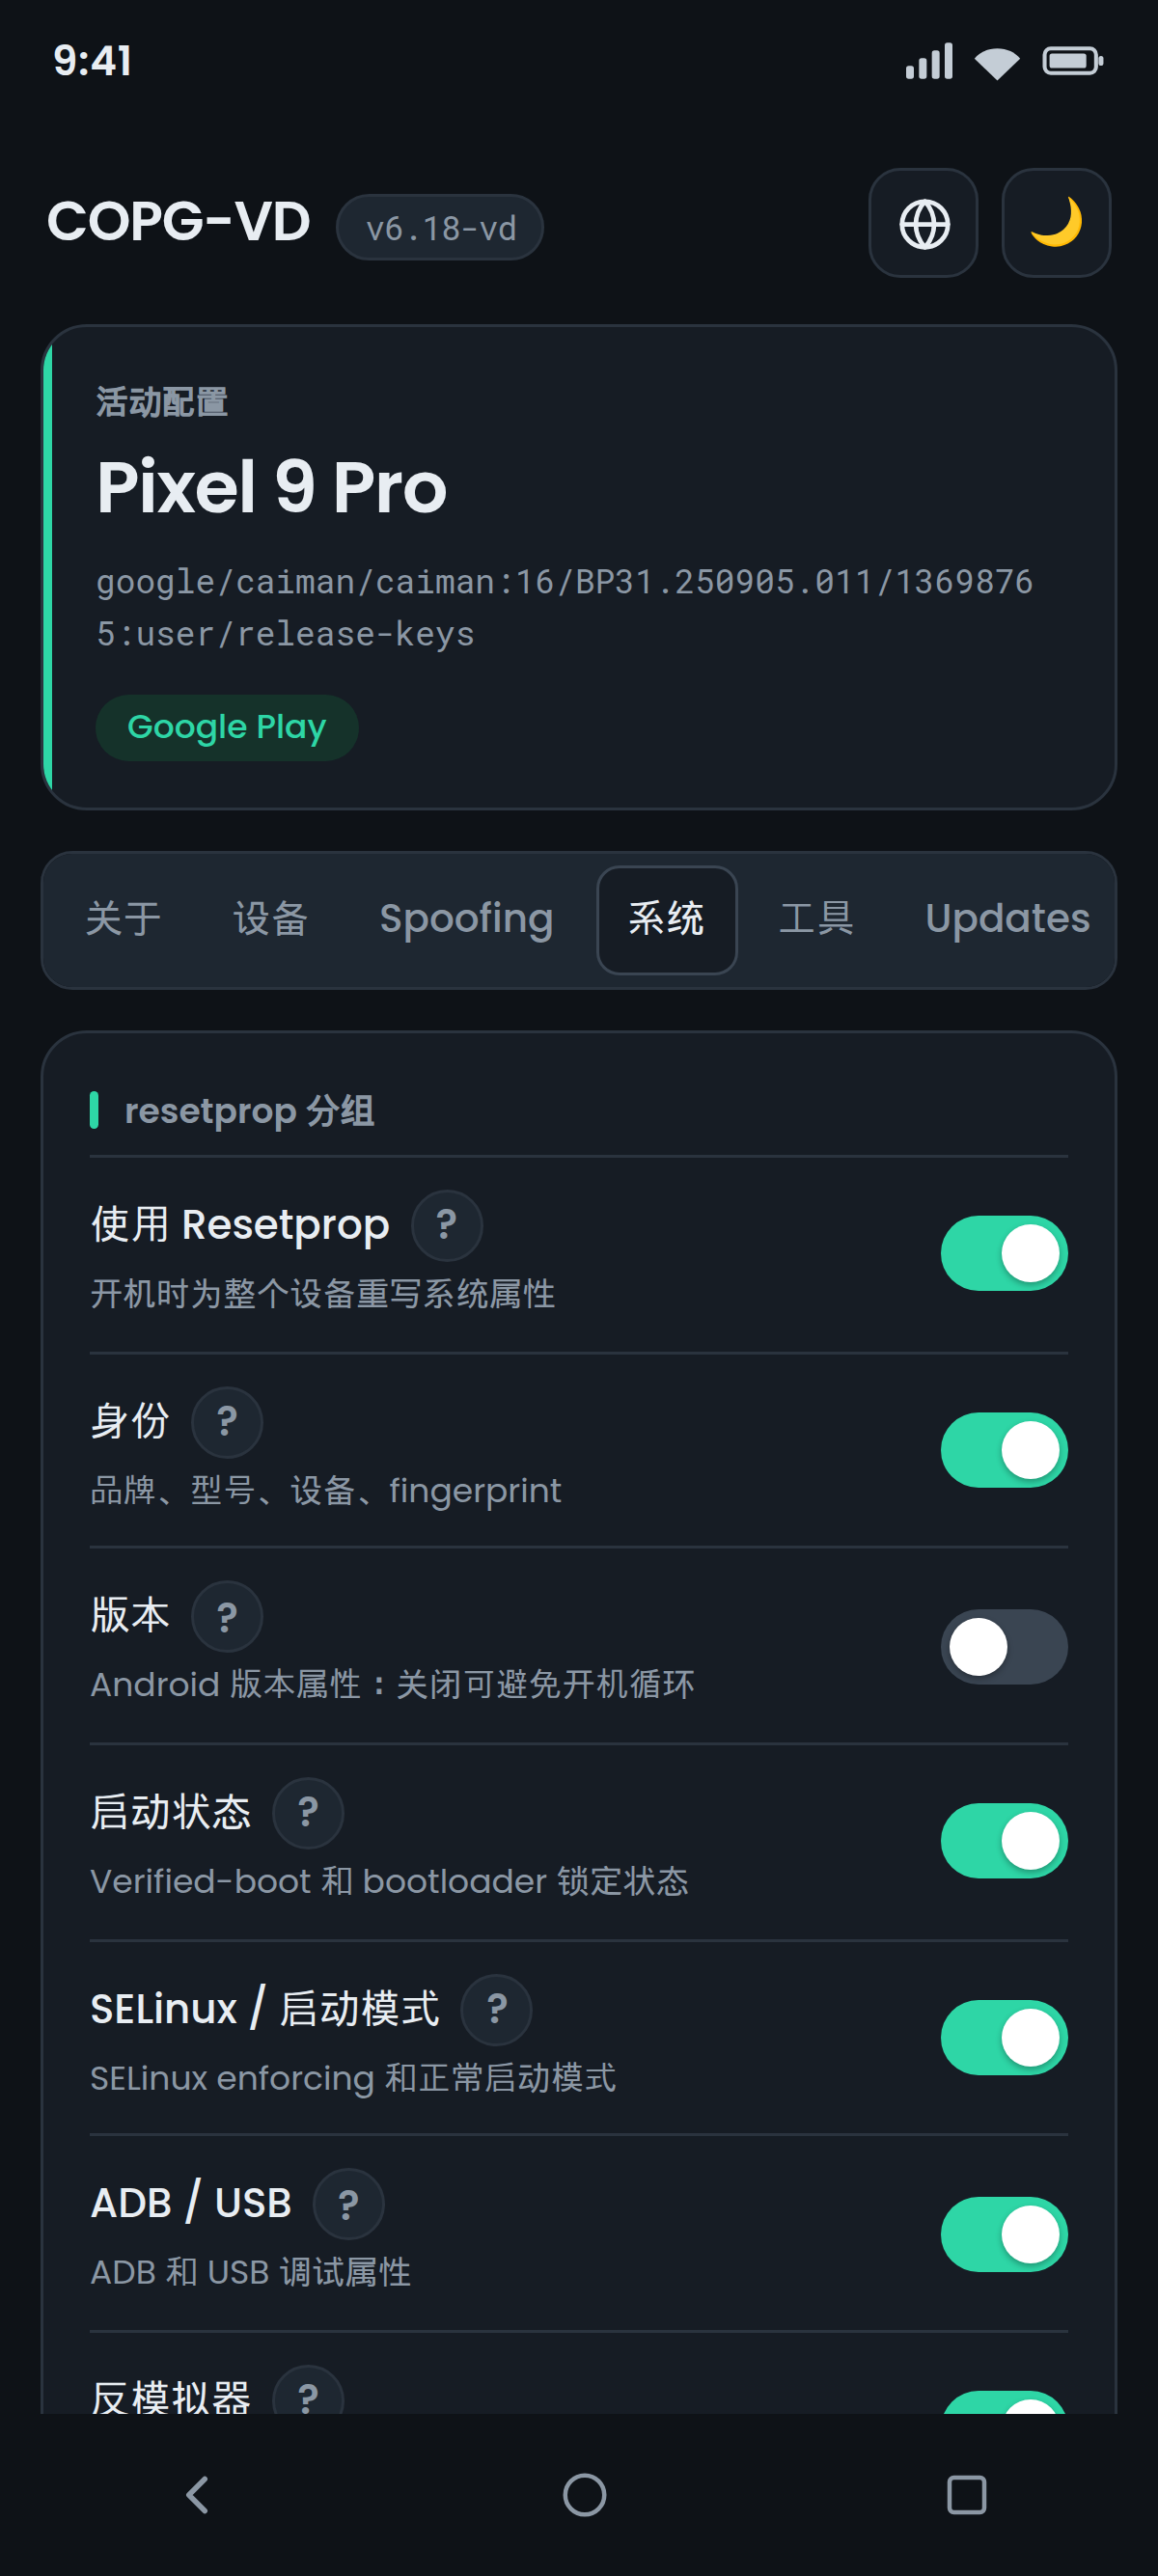 9:41
COPG-VD
v6.18-vd
活动配置
Pixel 9 Pro
google/caiman/caiman:16/BP31.250905.011/1369876
5:user/release-keys
Google Play
关于 设备 Spoofing 系统 工具 Updates
resetprop 分组
使用 Resetprop ?
开机时为整个设备重写系统属性
身份 ?
品牌、型号、设备、fingerprint
版本 ?
Android 版本属性：关闭可避免开机循环
启动状态 ?
Verified-boot 和 bootloader 锁定状态
SELinux / 启动模式 ?
SELinux enforcing 和正常启动模式
ADB / USB ?
ADB 和 USB 调试属性
反模拟器 ?